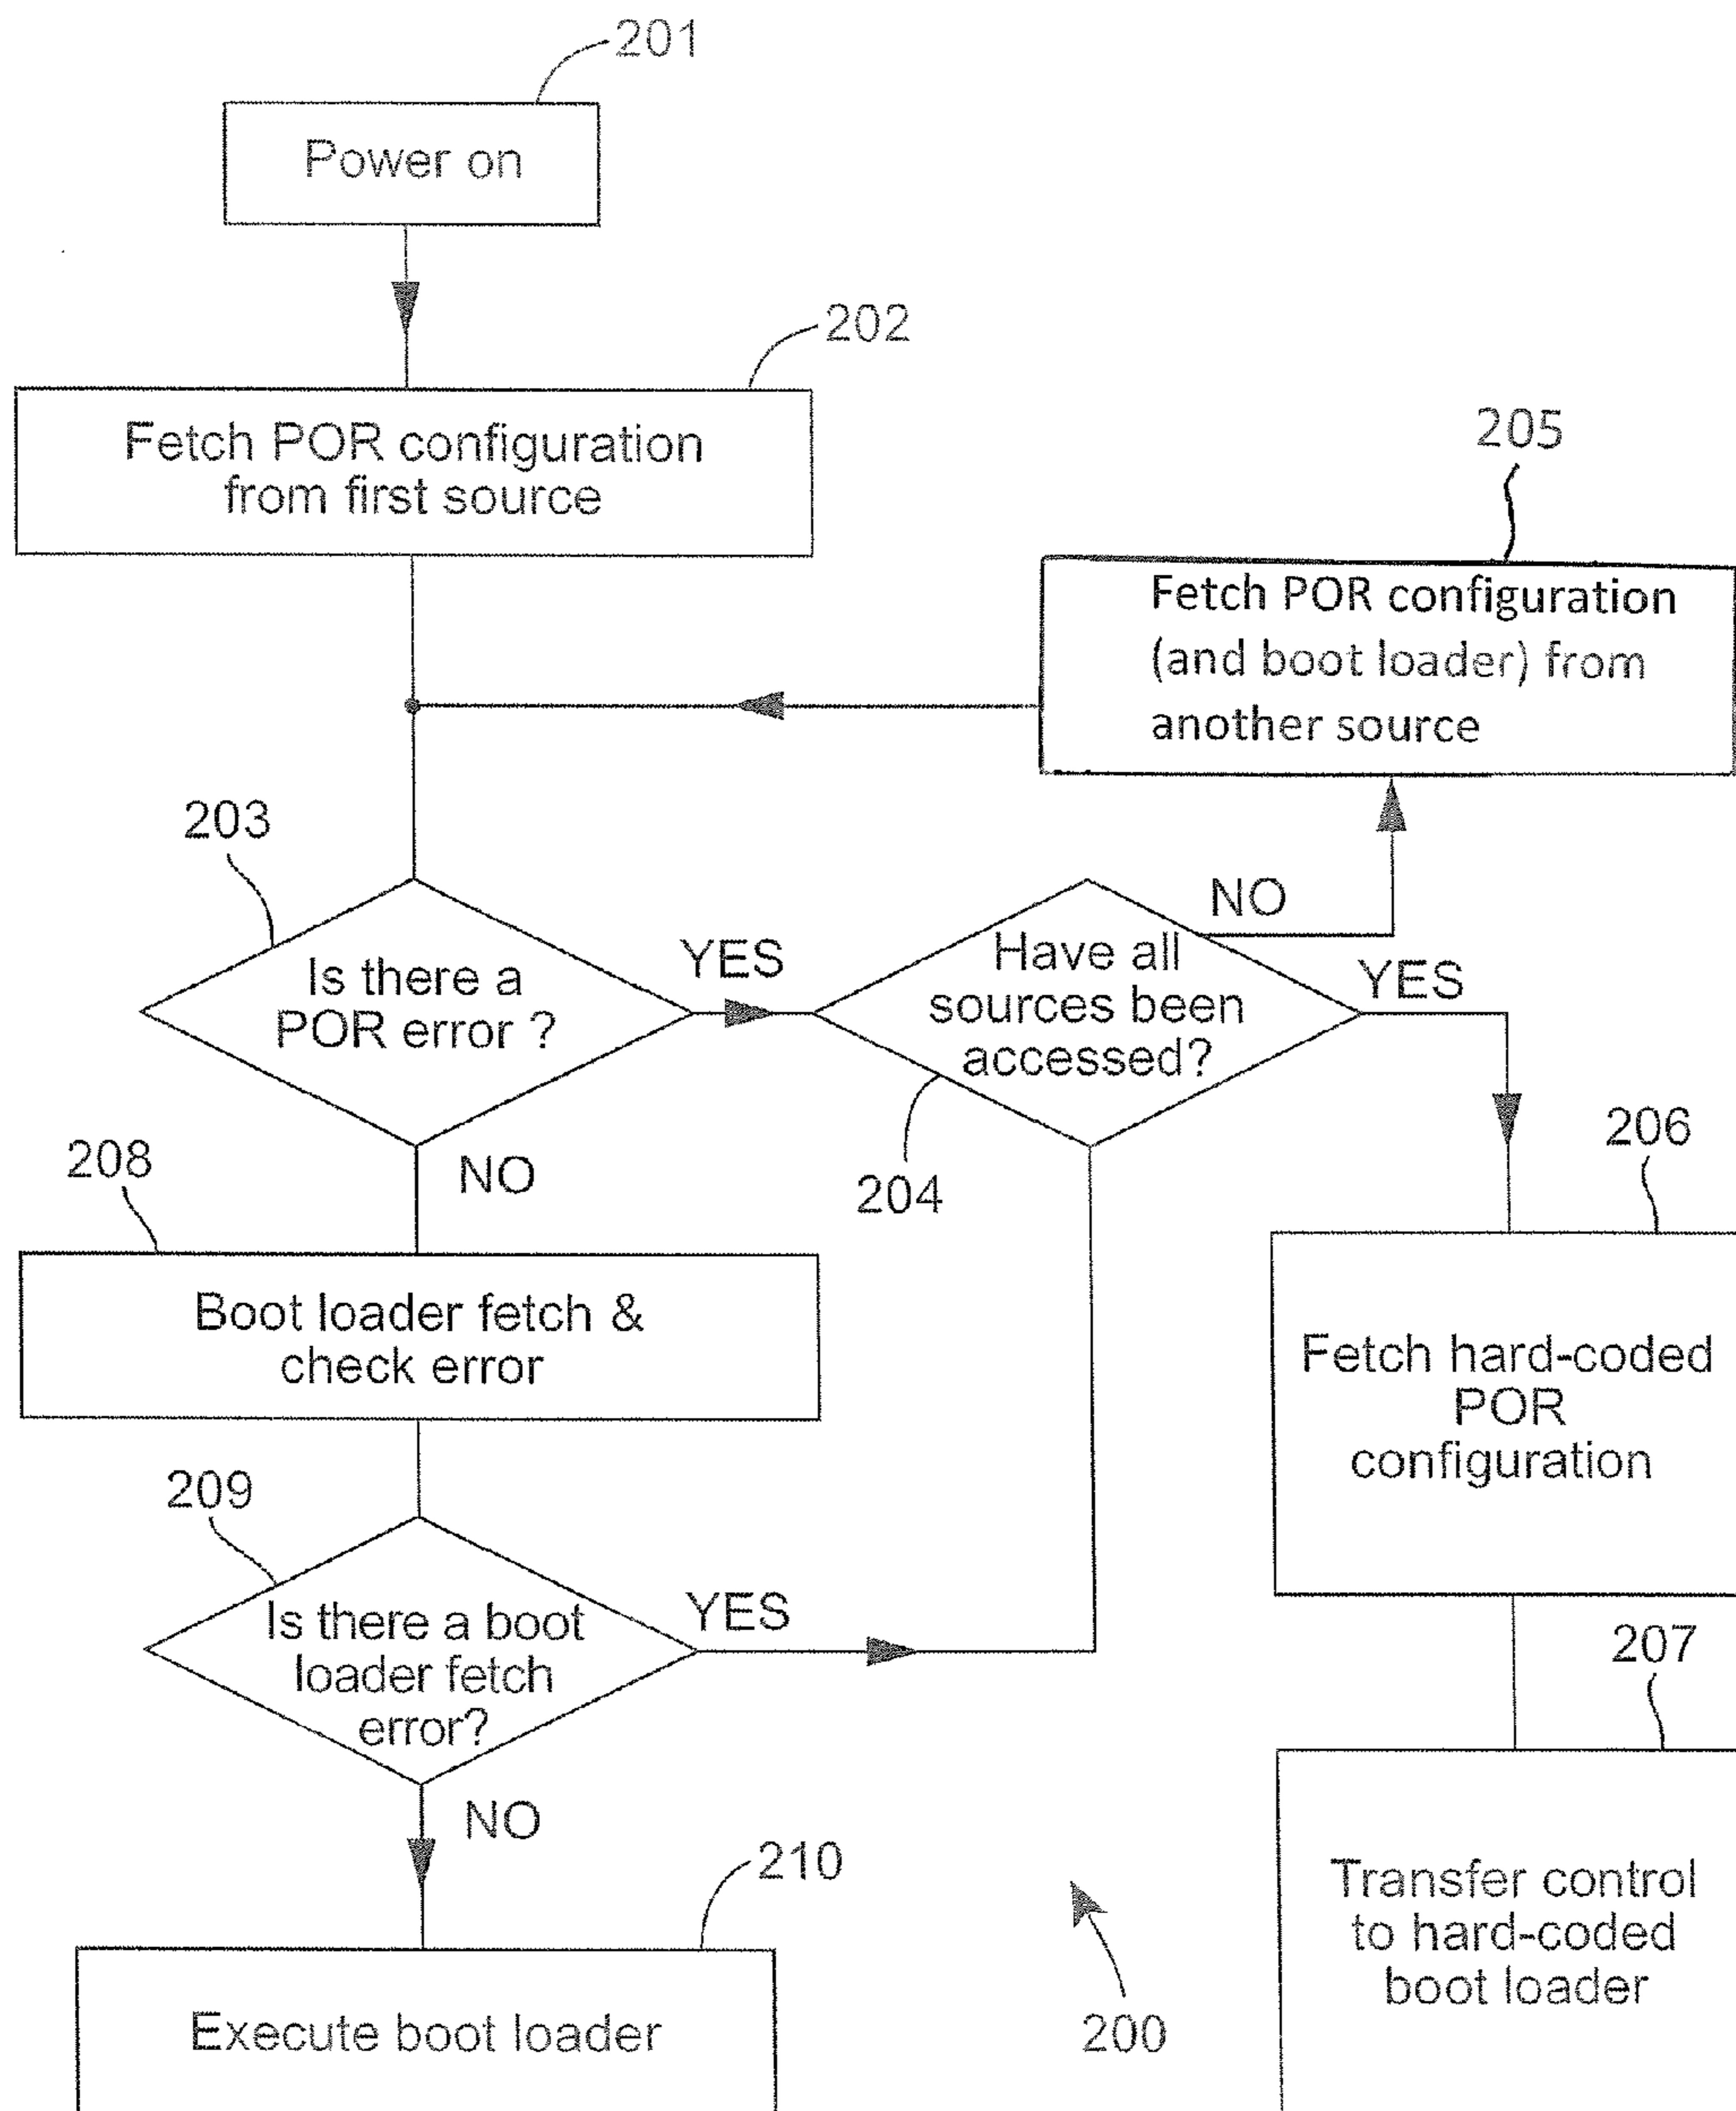 201
Power on
202
Fetch POR configuration
from first source
205
Fetch POR configuration
(and boot loader) from
another source
203
Is there a
POR error ?
YES
NO
204
Have all
sources been
accessed?
NO
YES
208
Boot loader fetch &
check error
206
Fetch hard-coded
POR
configuration
209
Is there a boot
loader fetch
error?
YES
NO
207
Transfer control
to hard-coded
boot loader
210
Execute boot loader
200